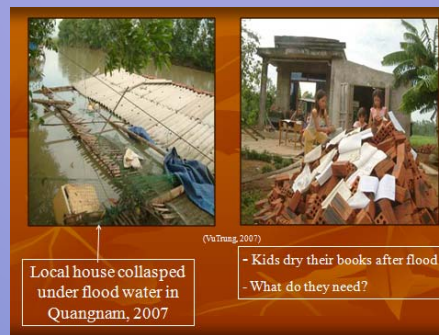 (VuTrung, 2007)
Local house collasped
under flood water in
Quangnam, 2007
- Kids dry their books after flood
- What do they need?